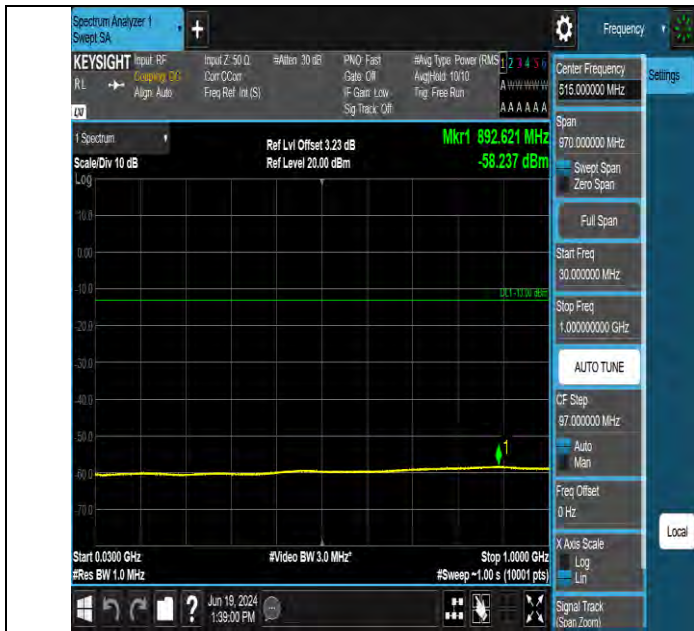 Spectrum Analyzer 1
Swept SA
Frequency
KEYSIGHT
RL
Input: RF
Coupling: DC
Align: Auto
Input Z: 50 Ω
Corr CCorr
Freq Ref: Int (S)
#Atten: 30 dB
PNO: Fast
Gate: Off
IF Gain: Low
Sig Track: Off
#Avg Type: Power (RMS
Avg|Hold: 10/10
Trig: Free Run
1 2 3 4 5 6
A W W W W W
A A A A A A
LXI
1 Spectrum
Scale/Div 10 dB
Log
Ref Lvl Offset 3.23 dB
Ref Level 20.00 dBm
Mkr1 892.621 MHz
-58.237 dBm
10.0
0.00
-10.0
-20.0
-30.0
-40.0
-50.0
-60.0
-70.0
DL1 -13.00 dBm
1
Start 0.0300 GHz
#Res BW 1.0 MHz
#Video BW 3.0 MHz*
Stop 1.0000 GHz
#Sweep ~1.00 s (10001 pts)
Jun 19, 2024
1:39:00 PM
Center Frequency
515.000000 MHz
Span
970.000000 MHz
Swept Span
Zero Span
Full Span
Start Freq
30.000000 MHz
Stop Freq
1.000000000 GHz
AUTO TUNE
CF Step
97.000000 MHz
Auto
Man
Freq Offset
0 Hz
X Axis Scale
Log
Lin
Signal Track
(Span Zoom)
Settings
Local